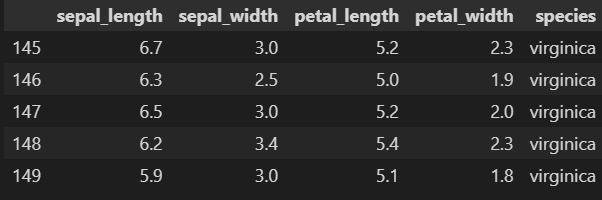 sepal_length sepal_width petal_length petal_width species
145 6.7 3.0 5.2 2.3 virginica
146 6.3 2.5 5.0 1.9 virginica
147 6.5 3.0 5.2 2.0 virginica
148 6.2 3.4 5.4 2.3 virginica
149 5.9 3.0 5.1 1.8 virginica